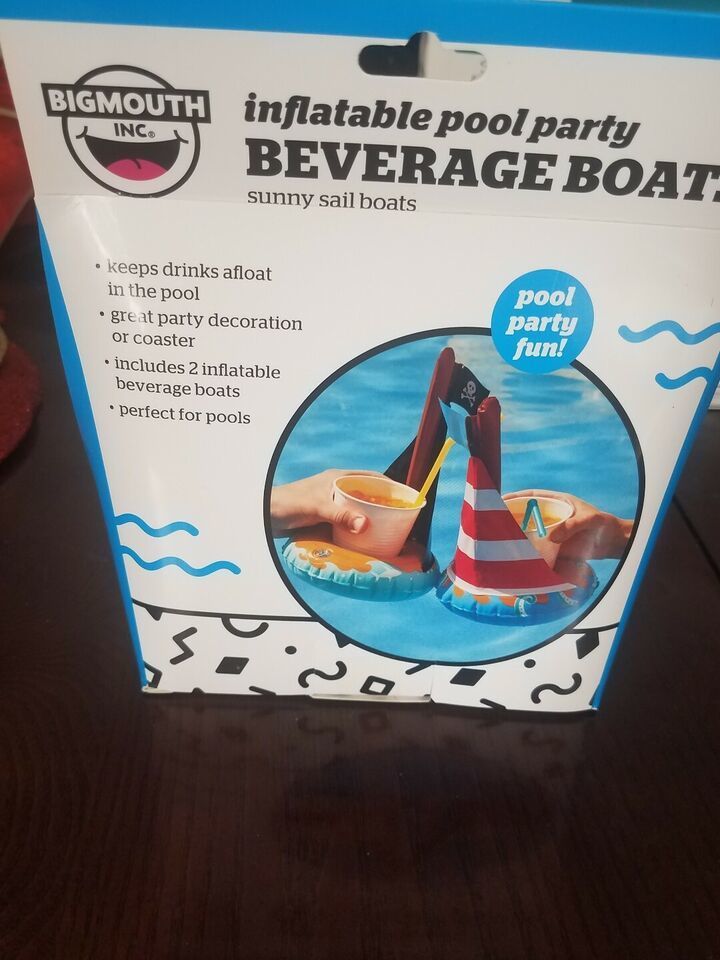 BIGMOUTH
INC®
inflatable pool party
BEVERAGE BOAT
sunny sail boats
• keeps drinks afloat
in the pool
• great party decoration
or coaster
• includes 2 inflatable
beverage boats
• perfect for pools
pool
party
fun!